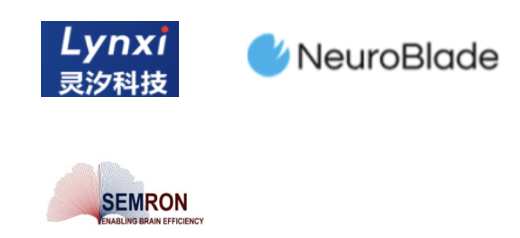 Lynxi
灵汐科技
NeuroBlade
SEMRON
ENABLING BRAIN EFFICIENCY